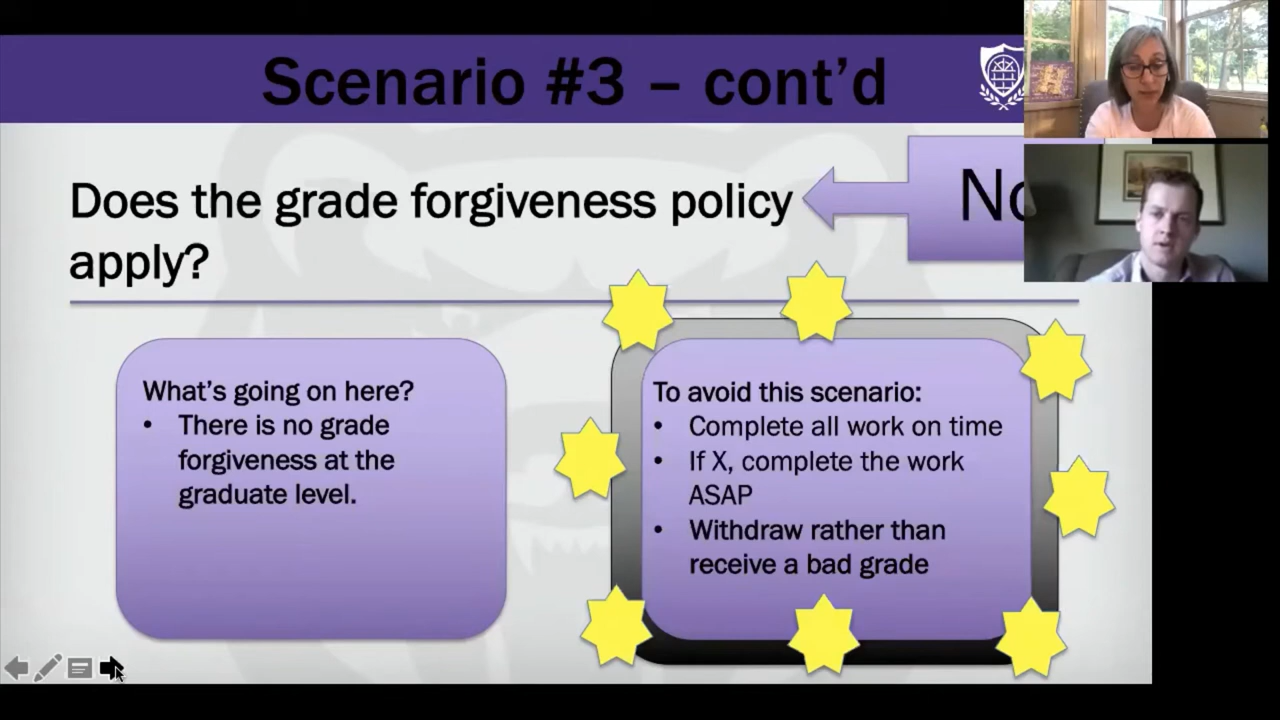 Scenario #3 – cont’d
Does the grade forgiveness policy
apply?
No
What’s going on here?
• There is no grade
forgiveness at the
graduate level.
To avoid this scenario:
• Complete all work on time
• If X, complete the work
ASAP
• Withdraw rather than
receive a bad grade